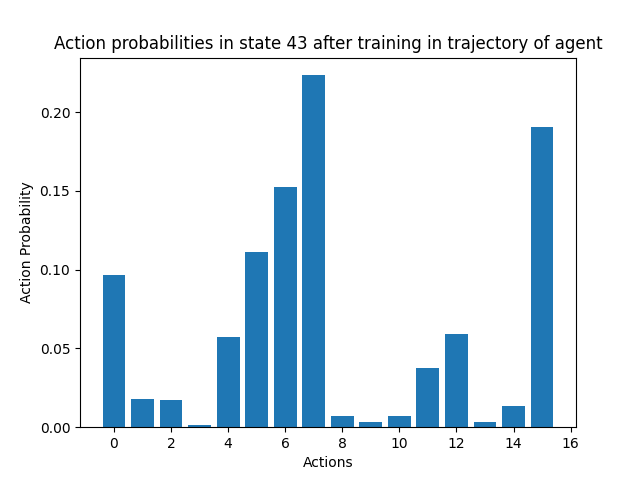 Action probabilities in state 43 after training in trajectory of agent
0.20
0.15
0.10
0.05
0.00
Action Probability
0 2 4 6 8 10 12 14 16
Actions